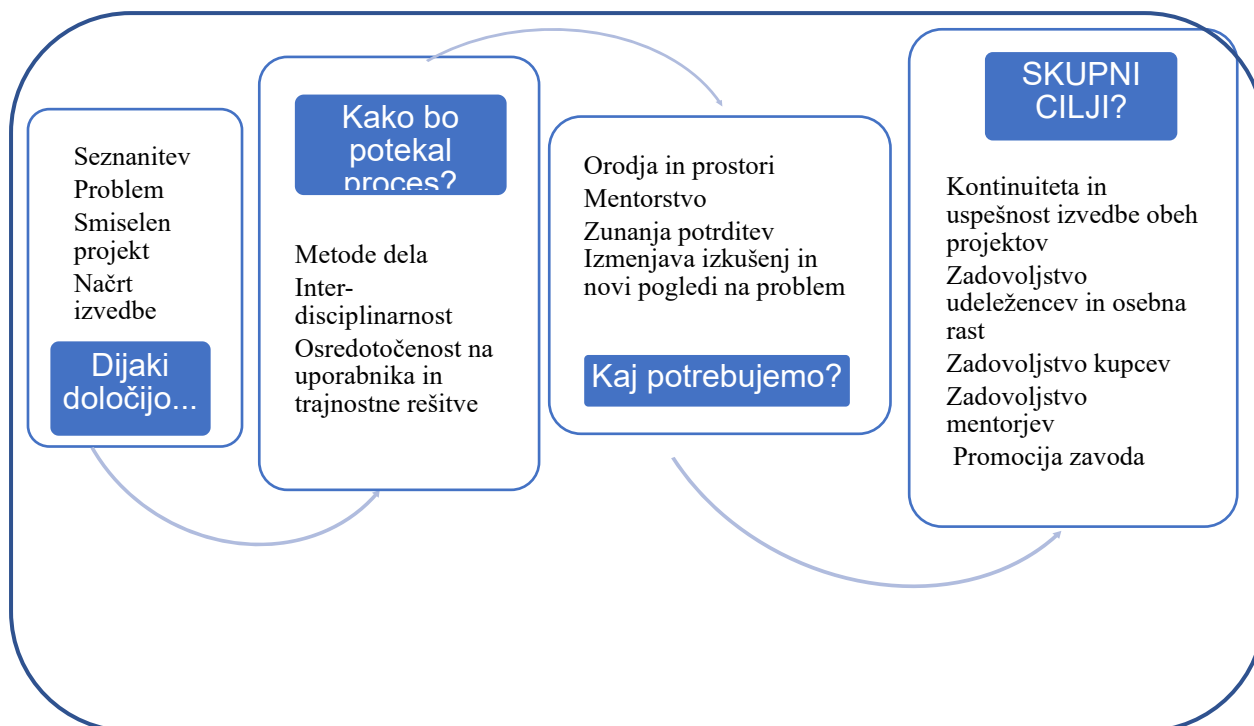 Seznanitev
Problem
Smiselen
projekt
Načrt
izvedbe
Dijaki
določijo...
Kako bo
potekal
proces?
Metode dela
Inter-
disciplinarnost
Osredotočenost na
uporabnika in
trajnostne rešitve
Orodja in prostori
Mentorstvo
Zunanja potrditev
Izmenjava izkušenj in
novi pogledi na problem
Kaj potrebujemo?
SKUPNI
CILJI?
Kontinuiteta in
uspešnost izvedbe obeh
projektov
Zadovoljstvo
udeležencev in osebna
rast
Zadovoljstvo kupcev
Zadovoljstvo
mentorjev
Promocija zavoda